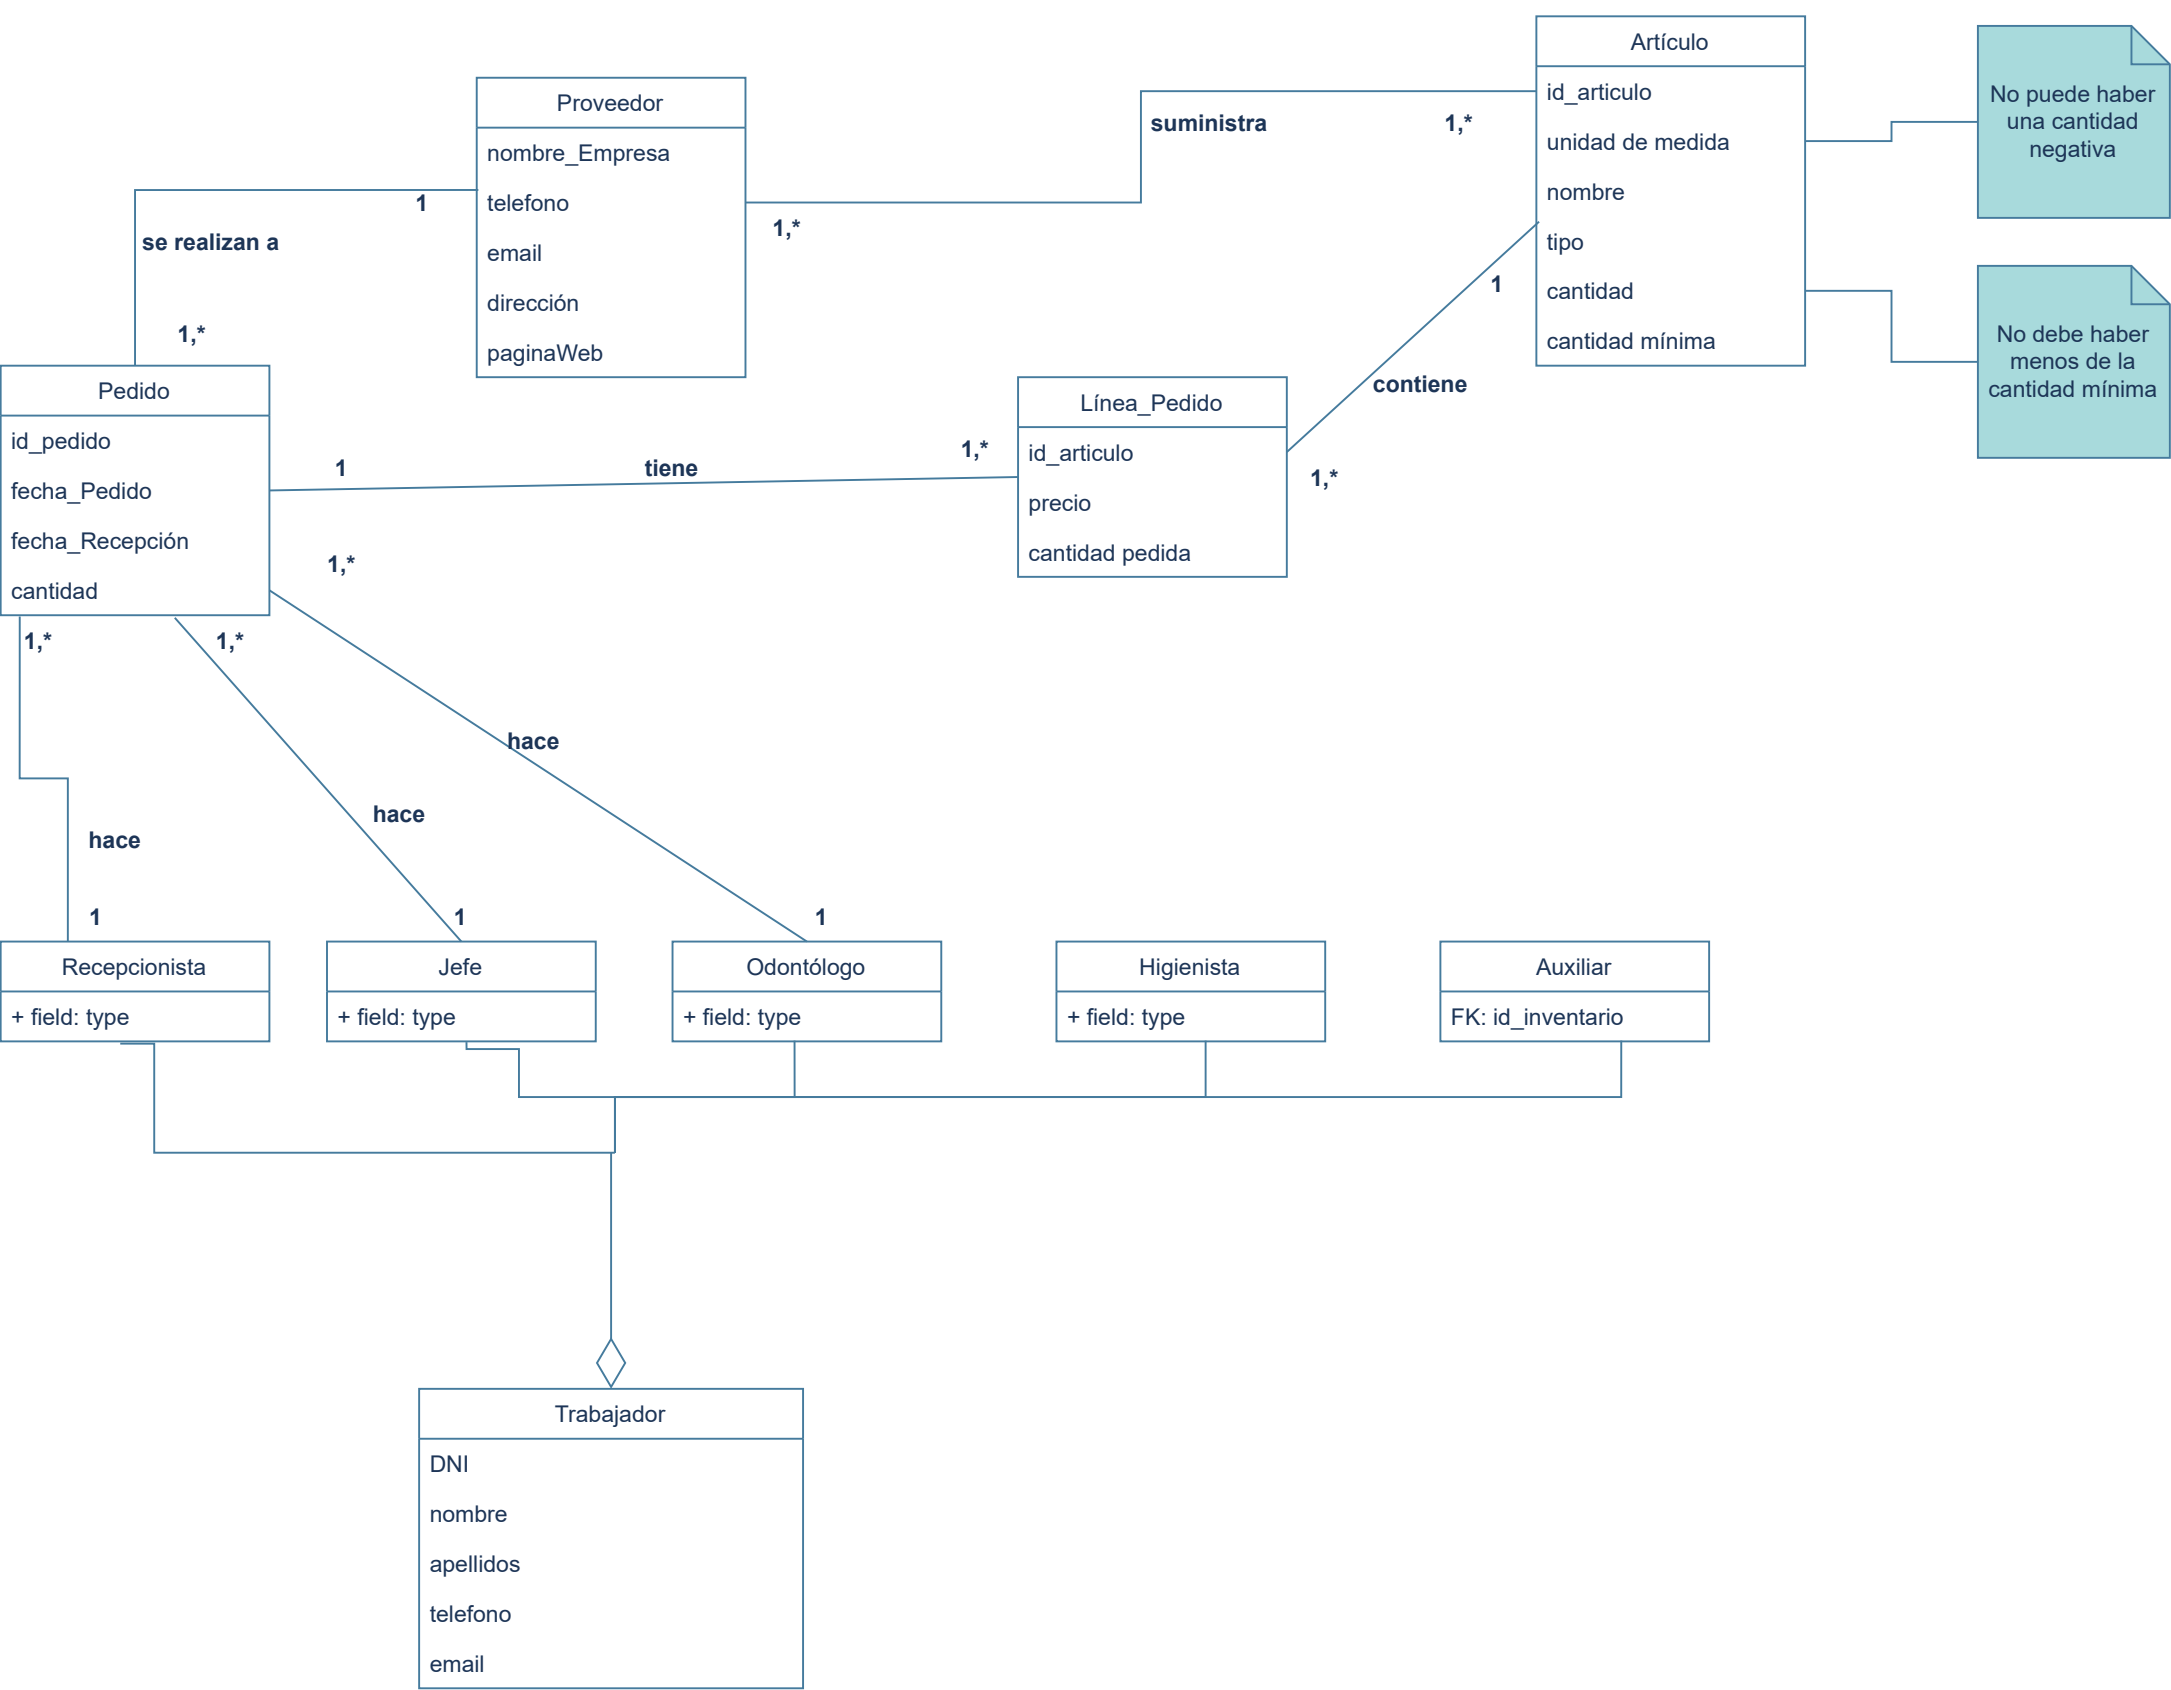 Artículo
id_articulo
unidad de medida
nombre
tipo
cantidad
cantidad mínima
No puede haber
una cantidad
negativa
No debe haber
menos de la
cantidad mínima
Proveedor
nombre_Empresa
telefono
email
dirección
paginaWeb
suministra
1,*
1,*
1
se realizan a
1,*
1
contiene
1,*
Pedido
id_pedido
fecha_Pedido
fecha_Recepción
cantidad
1
tiene
1,*
Línea_Pedido
id_articulo
precio
cantidad pedida
1,*
1,*
1,*
hace
hace
hace
1
1
1
Recepcionista
+ field: type
Jefe
+ field: type
Odontólogo
+ field: type
Higienista
+ field: type
Auxiliar
FK: id_inventario
Trabajador
DNI
nombre
apellidos
telefono
email